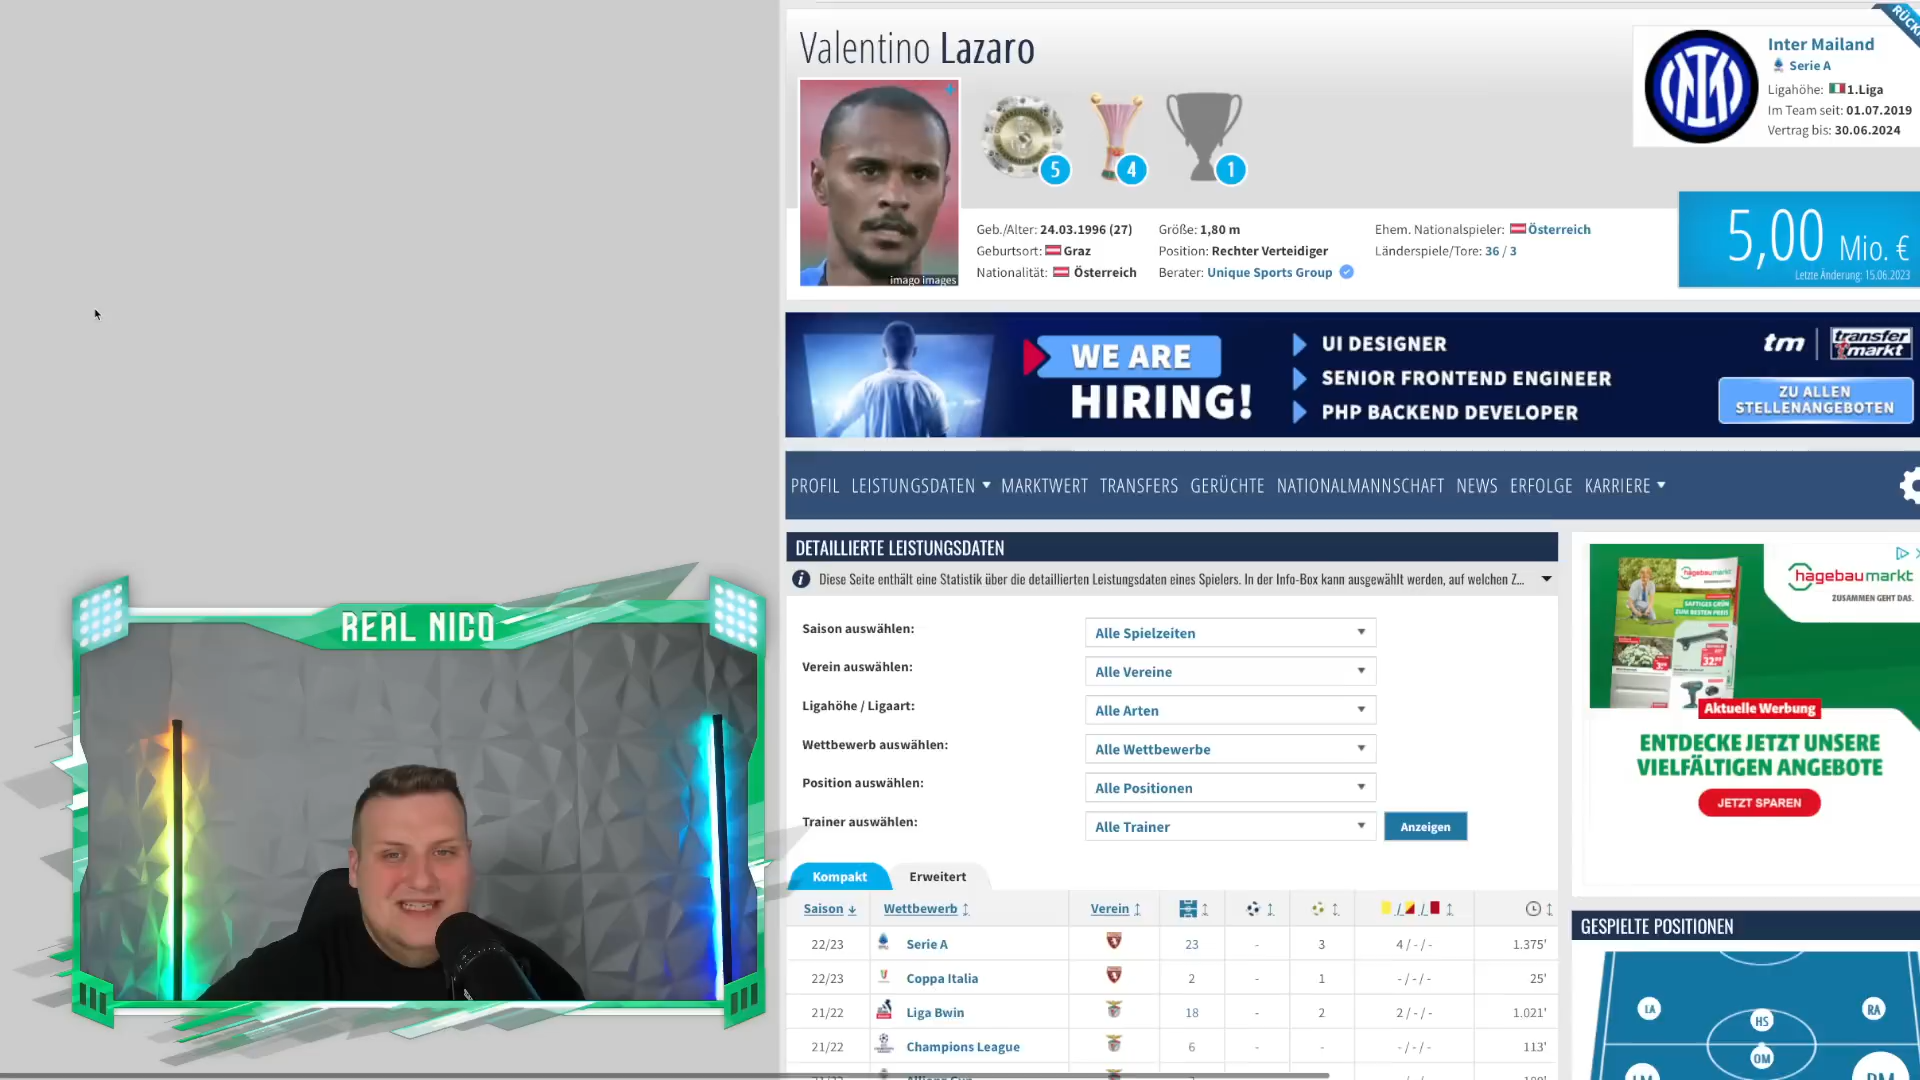 Valentino Lazaro
imago images
5
4
1
Geb./Alter: 24.03.1996 (27)
Geburtsort: Graz
Nationalität: Österreich
Größe: 1,80 m
Position: Rechter Verteidiger
Berater: Unique Sports Group
Ehem. Nationalspieler: Österreich
Länderspiele/Tore: 36 / 3
Inter Mailand
Serie A
Ligahöhe: 1.Liga
Im Team seit: 01.07.2019
Vertrag bis: 30.06.2024
5,00 Mio. €
Letzte Änderung: 15.06.2023
WE ARE
HIRING!
UI DESIGNER
SENIOR FRONTEND ENGINEER
PHP BACKEND DEVELOPER
tm
transfer
markt
ZU ALLEN
STELLENANGEBOTEN
PROFIL LEISTUNGSDATEN MARKTWERT TRANSFERS GERÜCHTE NATIONALMANNSCHAFT NEWS ERFOLGE KARRIERE
DETAILLIERTE LEISTUNGSDATEN
Diese Seite enthält eine Statistik über die detaillierten Leistungsdaten eines Spielers. In der Info-Box kann ausgewählt werden, auf welchen Z...
Saison auswählen: Alle Spielzeiten
Verein auswählen: Alle Vereine
Ligahöhe / Ligaart: Alle Arten
Wettbewerb auswählen: Alle Wettbewerbe
Position auswählen: Alle Positionen
Trainer auswählen: Alle Trainer Anzeigen
Kompakt Erweitert
Saison Wettbewerb Verein
22/23 Serie A 23 - 3 4 / - / - 1.375'
22/23 Coppa Italia 2 - 1 - / - / - 25'
21/22 Liga Bwin 18 - 2 2 / - / - 1.021'
21/22 Champions League 6 - - - / - / - 113'
hagebaumarkt
ZUSAMMEN GEHT DAS.
Aktuelle Werbung
ENTDECKE JETZT UNSERE
VIELFÄLTIGEN ANGEBOTE
JETZT SPAREN
GESPIELTE POSITIONEN
LA
HS
RA
OM
REAL NICO